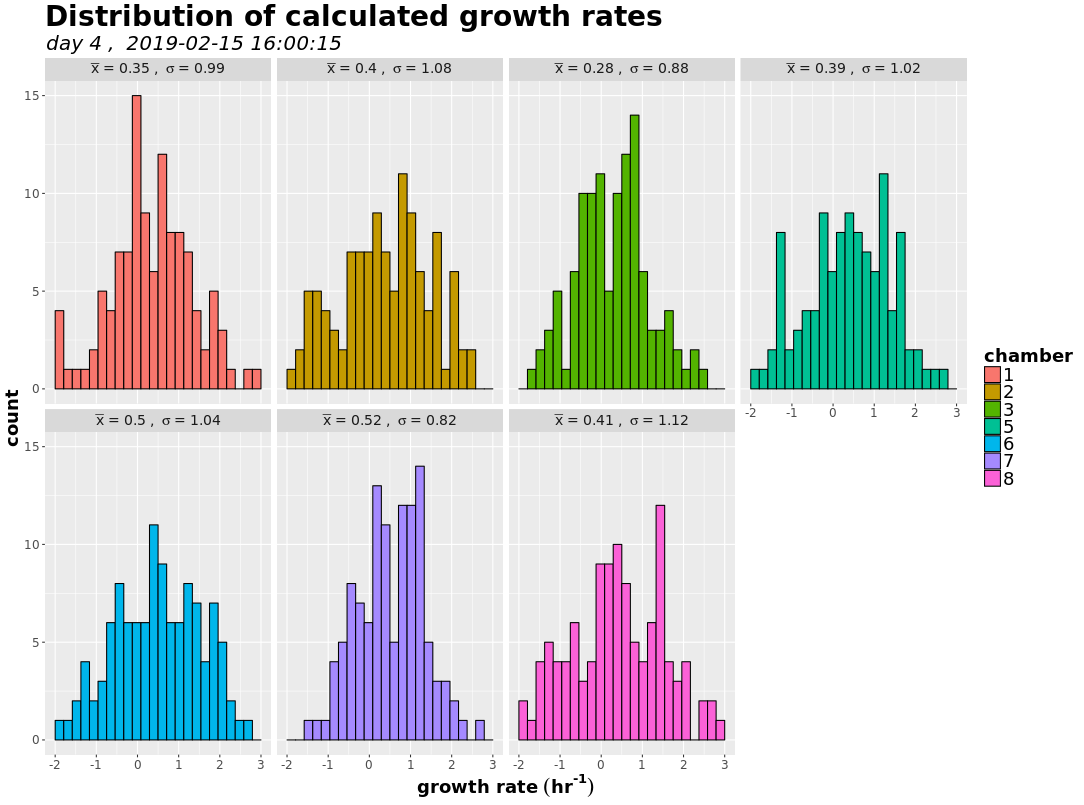 Distribution of calculated growth rates
day 4 ,  2019-02-15 16:00:15
x̅ = 0.35 ,  σ = 0.99
x̅ = 0.4 ,  σ = 1.08
x̅ = 0.28 ,  σ = 0.88
x̅ = 0.39 ,  σ = 1.02
15
10
5
0
-2 -1 0 1 2 3
x̅ = 0.5 ,  σ = 1.04
x̅ = 0.52 ,  σ = 0.82
x̅ = 0.41 ,  σ = 1.12
15
10
5
0
-2 -1 0 1 2 3
-2 -1 0 1 2 3
-2 -1 0 1 2 3
count
growth rate (hr⁻¹)
chamber
1
2
3
5
6
7
8